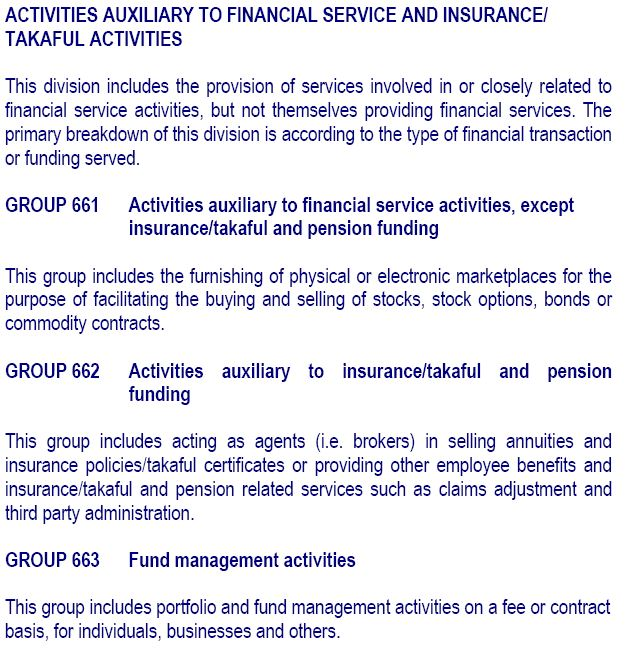 ACTIVITIES AUXILIARY TO FINANCIAL SERVICE AND INSURANCE/
TAKAFUL ACTIVITIES
This division includes the provision of services involved in or closely related to
financial service activities, but not themselves providing financial services. The
primary breakdown of this division is according to the type of financial transaction
or funding served.
GROUP 661 Activities auxiliary to financial service activities, except
insurance/takaful and pension funding
This group includes the furnishing of physical or electronic marketplaces for the
purpose of facilitating the buying and selling of stocks, stock options, bonds or
commodity contracts.
GROUP 662 Activities auxiliary to insurance/takaful and pension
funding
This group includes acting as agents (i.e. brokers) in selling annuities and
insurance policies/takaful certificates or providing other employee benefits and
insurance/takaful and pension related services such as claims adjustment and
third party administration.
GROUP 663 Fund management activities
This group includes portfolio and fund management activities on a fee or contract
basis, for individuals, businesses and others.